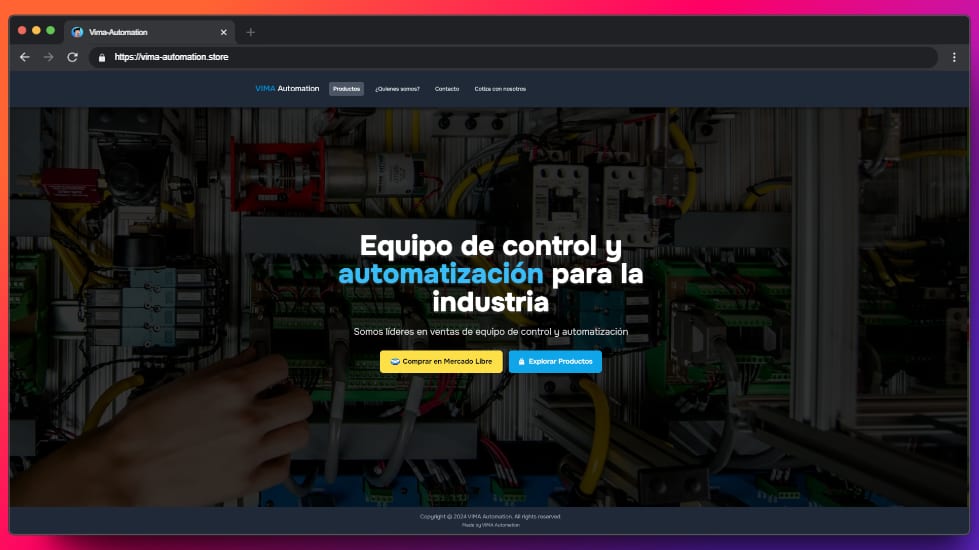 Vima-Automation
https://vima-automation.store
VIMA Automation Productos ¿Quienes somos? Contacto Cotiza con nosotros
Equipo de control y
automatización para la
industria
Somos líderes en ventas de equipo de control y automatización
Comprar en Mercado Libre Explorar Productos
Copyright © 2024 VIMA Automation. All rights reserved.
Made by VIMA Automation